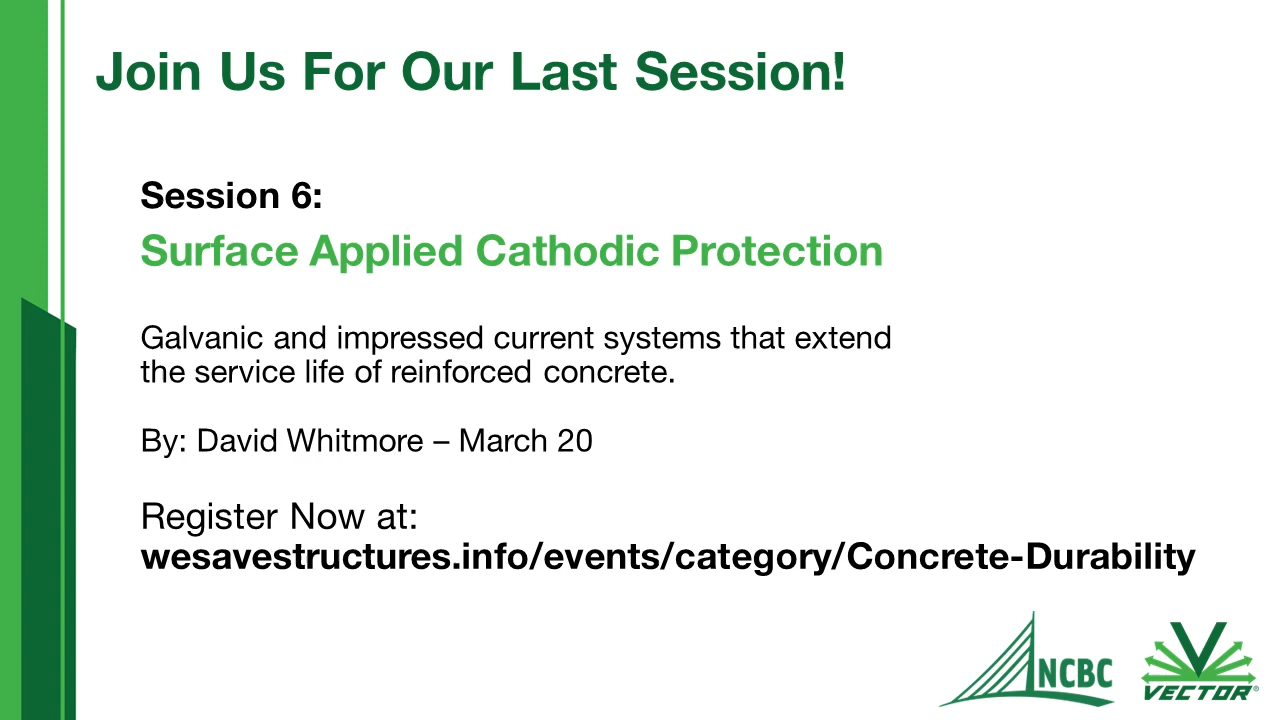 Join Us For Our Last Session!
Session 6:
Surface Applied Cathodic Protection
Galvanic and impressed current systems that extend
the service life of reinforced concrete.
By: David Whitmore – March 20
Register Now at:
wesavestructures.info/events/category/Concrete-Durability
NCBC
VECTOR®